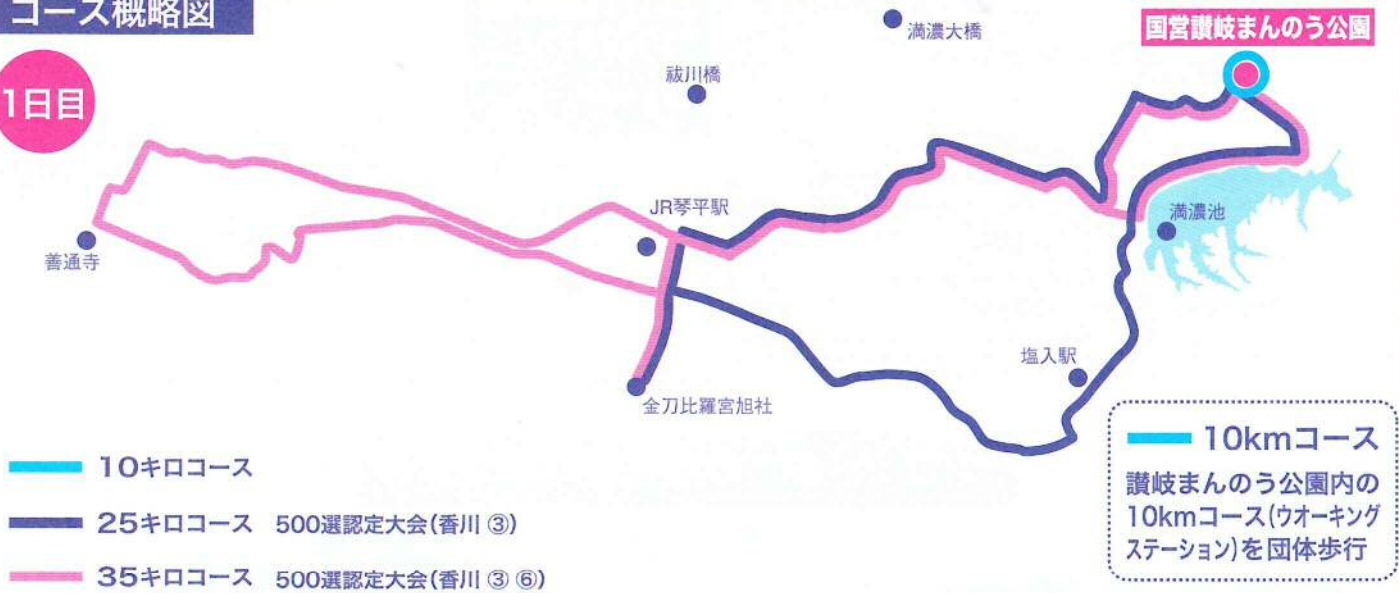 コース概略図
1日目
満濃大橋
国営讃岐まんのう公園
祓川橋
JR琴平駅
満濃池
善通寺
塩入駅
金刀比羅宮旭社
10キロコース
25キロコース 500選認定大会(香川 ③)
35キロコース 500選認定大会(香川 ③ ⑥)
10kmコース
讃岐まんのう公園内の
10kmコース(ウオーキング
ステーション)を団体歩行